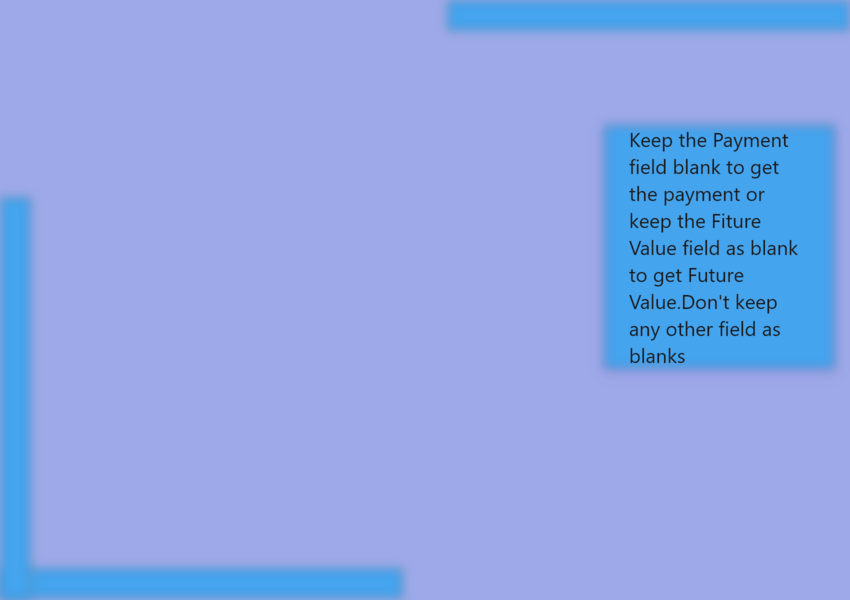 Keep the Payment
field blank to get
the payment or
keep the Fiture
Value field as blank
to get Future
Value.Don't keep
any other field as
blanks